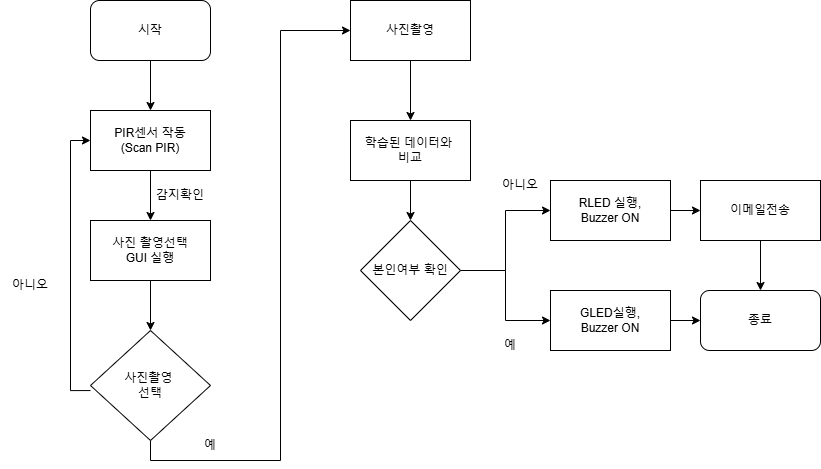 시작
PIR센서 작동
(Scan PIR)
감지확인
사진 촬영선택
GUI 실행
아니오
사진촬영
선택
예
사진촬영
학습된 데이터와
비교
본인여부 확인
아니오
RLED 실행,
Buzzer ON
이메일전송
예
GLED실행,
Buzzer ON
종료